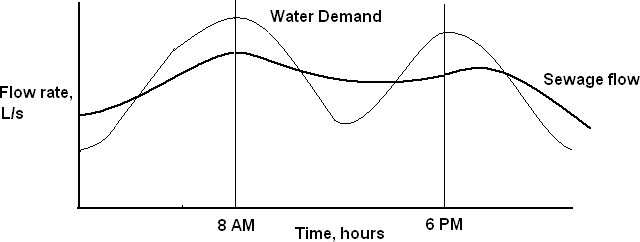 Water Demand
Sewage flow
Flow rate,
L/s
8 AM
6 PM
Time, hours